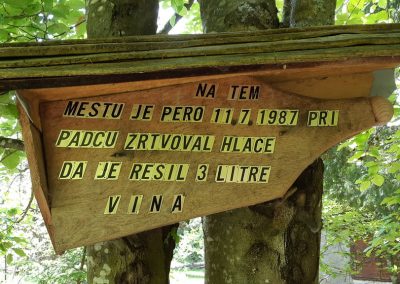 NA TEM
MESTU JE PERO 11.7.1987 PRI
PADCU ZRTVOVAL HLACE
DA JE RESIL 3 LITRE
VINA